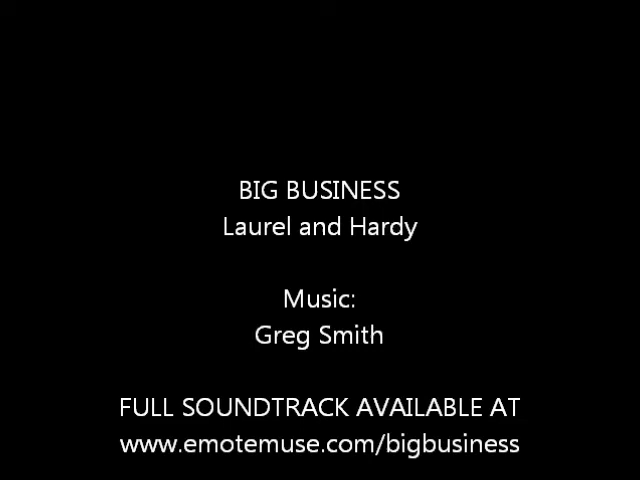 BIG BUSINESS
Laurel and Hardy
Music:
Greg Smith
FULL SOUNDTRACK AVAILABLE AT
www.emotemuse.com/bigbusiness